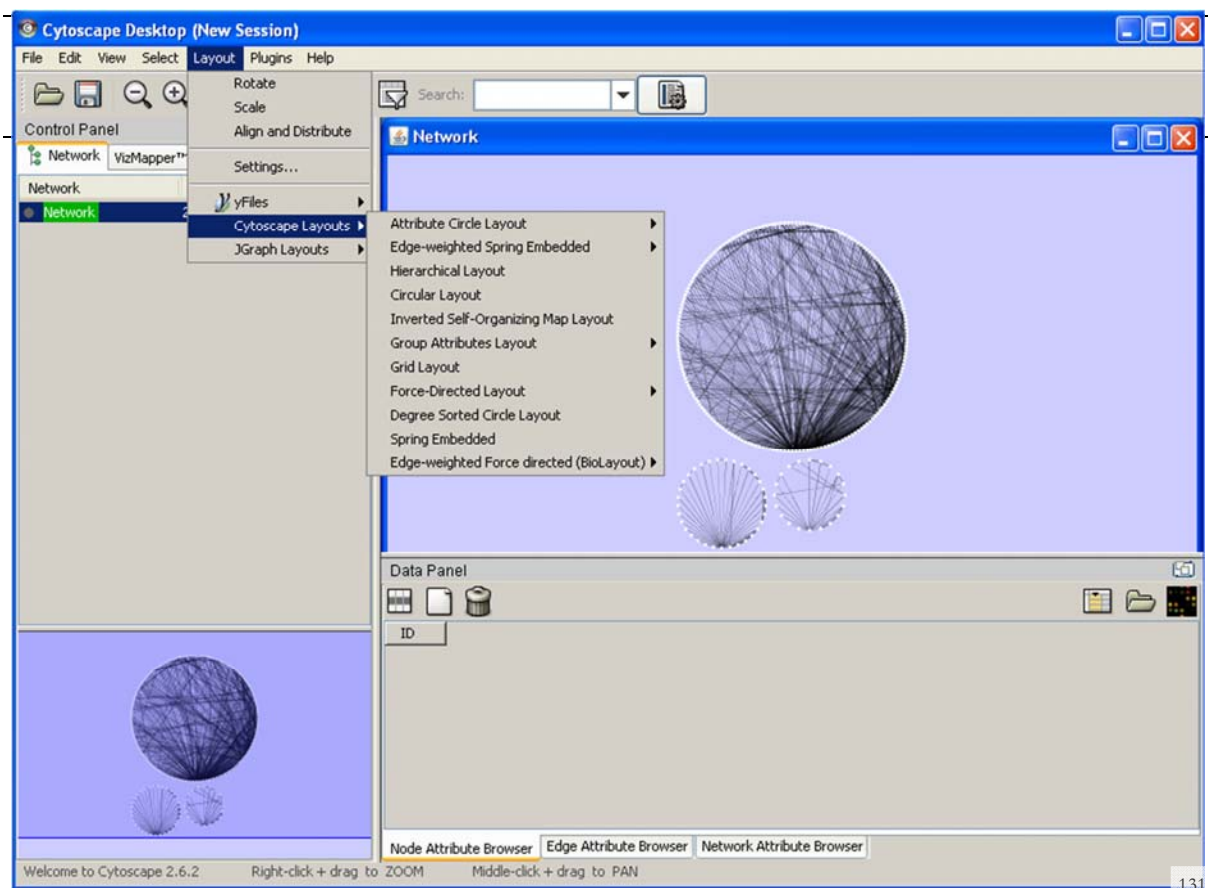 Cytoscape Desktop (New Session)
File Edit View Select Layout Plugins Help
Rotate
Scale
Align and Distribute
Settings...
yFiles
Cytoscape Layouts
JGraph Layouts
Search:
Control Panel
Network VizMapper™
Network
Network 2
Network
Attribute Circle Layout
Edge-weighted Spring Embedded
Hierarchical Layout
Circular Layout
Inverted Self-Organizing Map Layout
Group Attributes Layout
Grid Layout
Force-Directed Layout
Degree Sorted Circle Layout
Spring Embedded
Edge-weighted Force directed (BioLayout)
Data Panel
ID
Node Attribute Browser Edge Attribute Browser Network Attribute Browser
Welcome to Cytoscape 2.6.2 Right-click + drag to ZOOM Middle-click + drag to PAN
131